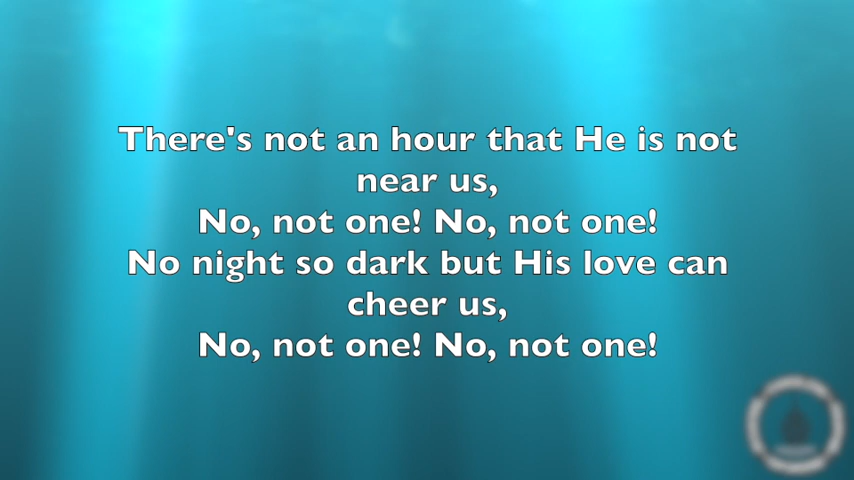 There's not an hour that He is not
near us,
No, not one! No, not one!
No night so dark but His love can
cheer us,
No, not one! No, not one!